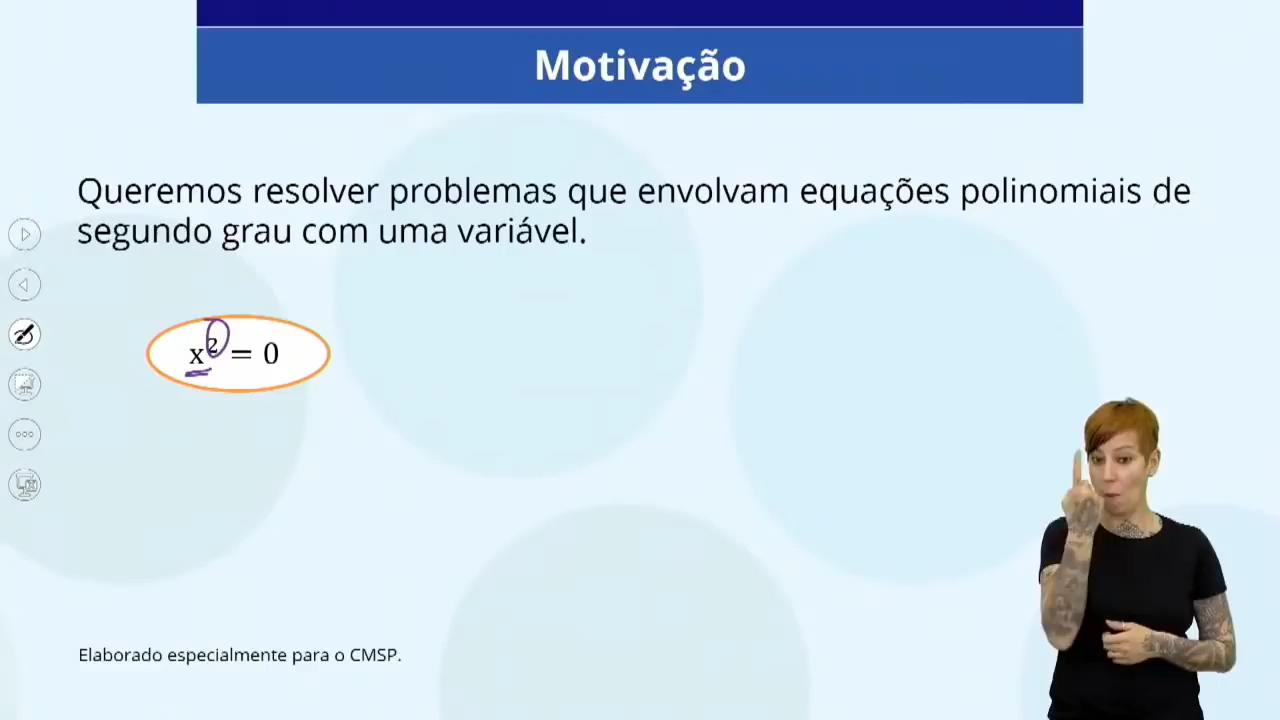 Motivação
Queremos resolver problemas que envolvam equações polinomiais de
segundo grau com uma variável.
x² = 0
Elaborado especialmente para o CMSP.